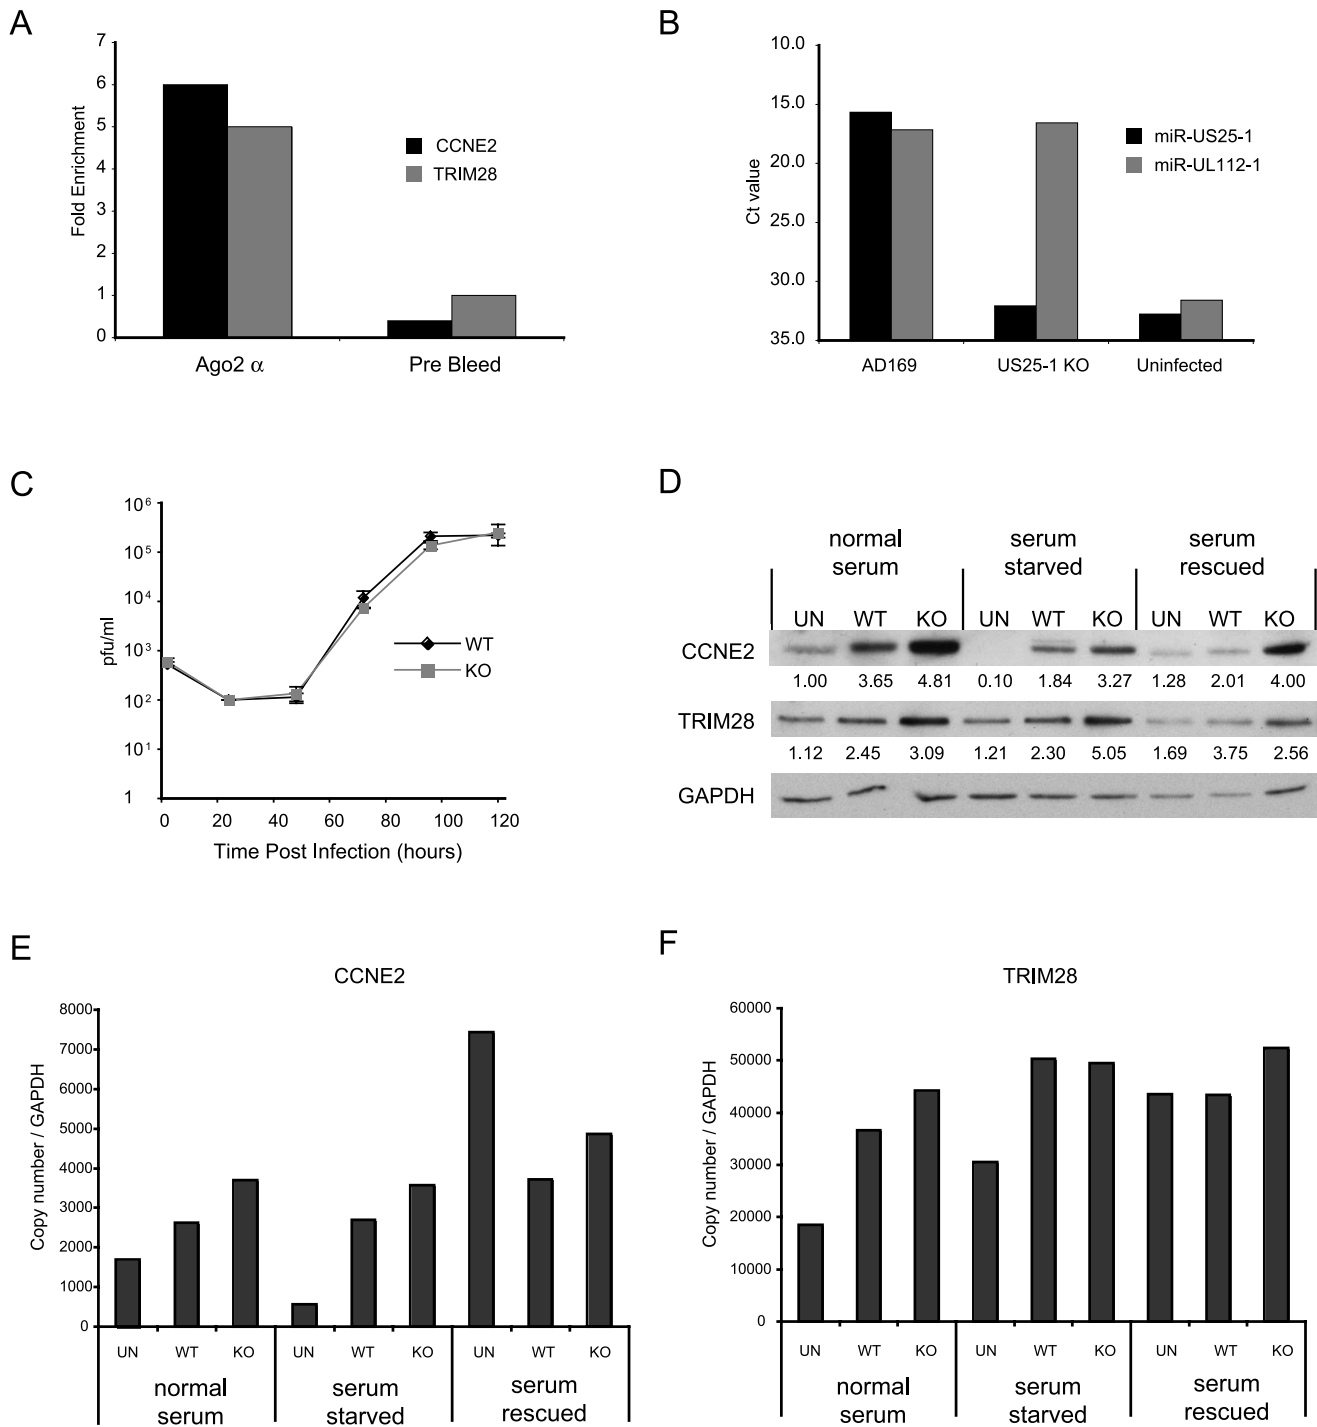 A
7
6
5
4
3
2
1
0
Fold Enrichment
CCNE2
TRIM28
Ago2 α
Pre Bleed
B
10.0
15.0
20.0
25.0
30.0
35.0
Ct value
miR-US25-1
miR-UL112-1
AD169
US25-1 KO
Uninfected
C
10⁶
10⁵
10⁴
10³
10²
10¹
1
pfu/ml
WT
KO
0 20 40 60 80 100 120
Time Post Infection (hours)
D
normal serum
serum starved
serum rescued
UN WT KO UN WT KO UN WT KO
CCNE2
1.00 3.65 4.81 0.10 1.84 3.27 1.28 2.01 4.00
TRIM28
1.12 2.45 3.09 1.21 2.30 5.05 1.69 3.75 2.56
GAPDH
E
CCNE2
8000
7000
6000
5000
4000
3000
2000
1000
0
Copy number / GAPDH
UN WT KO UN WT KO UN WT KO
normal serum
serum starved
serum rescued
F
TRIM28
60000
50000
40000
30000
20000
10000
0
Copy number / GAPDH
UN WT KO UN WT KO UN WT KO
normal serum
serum starved
serum rescued